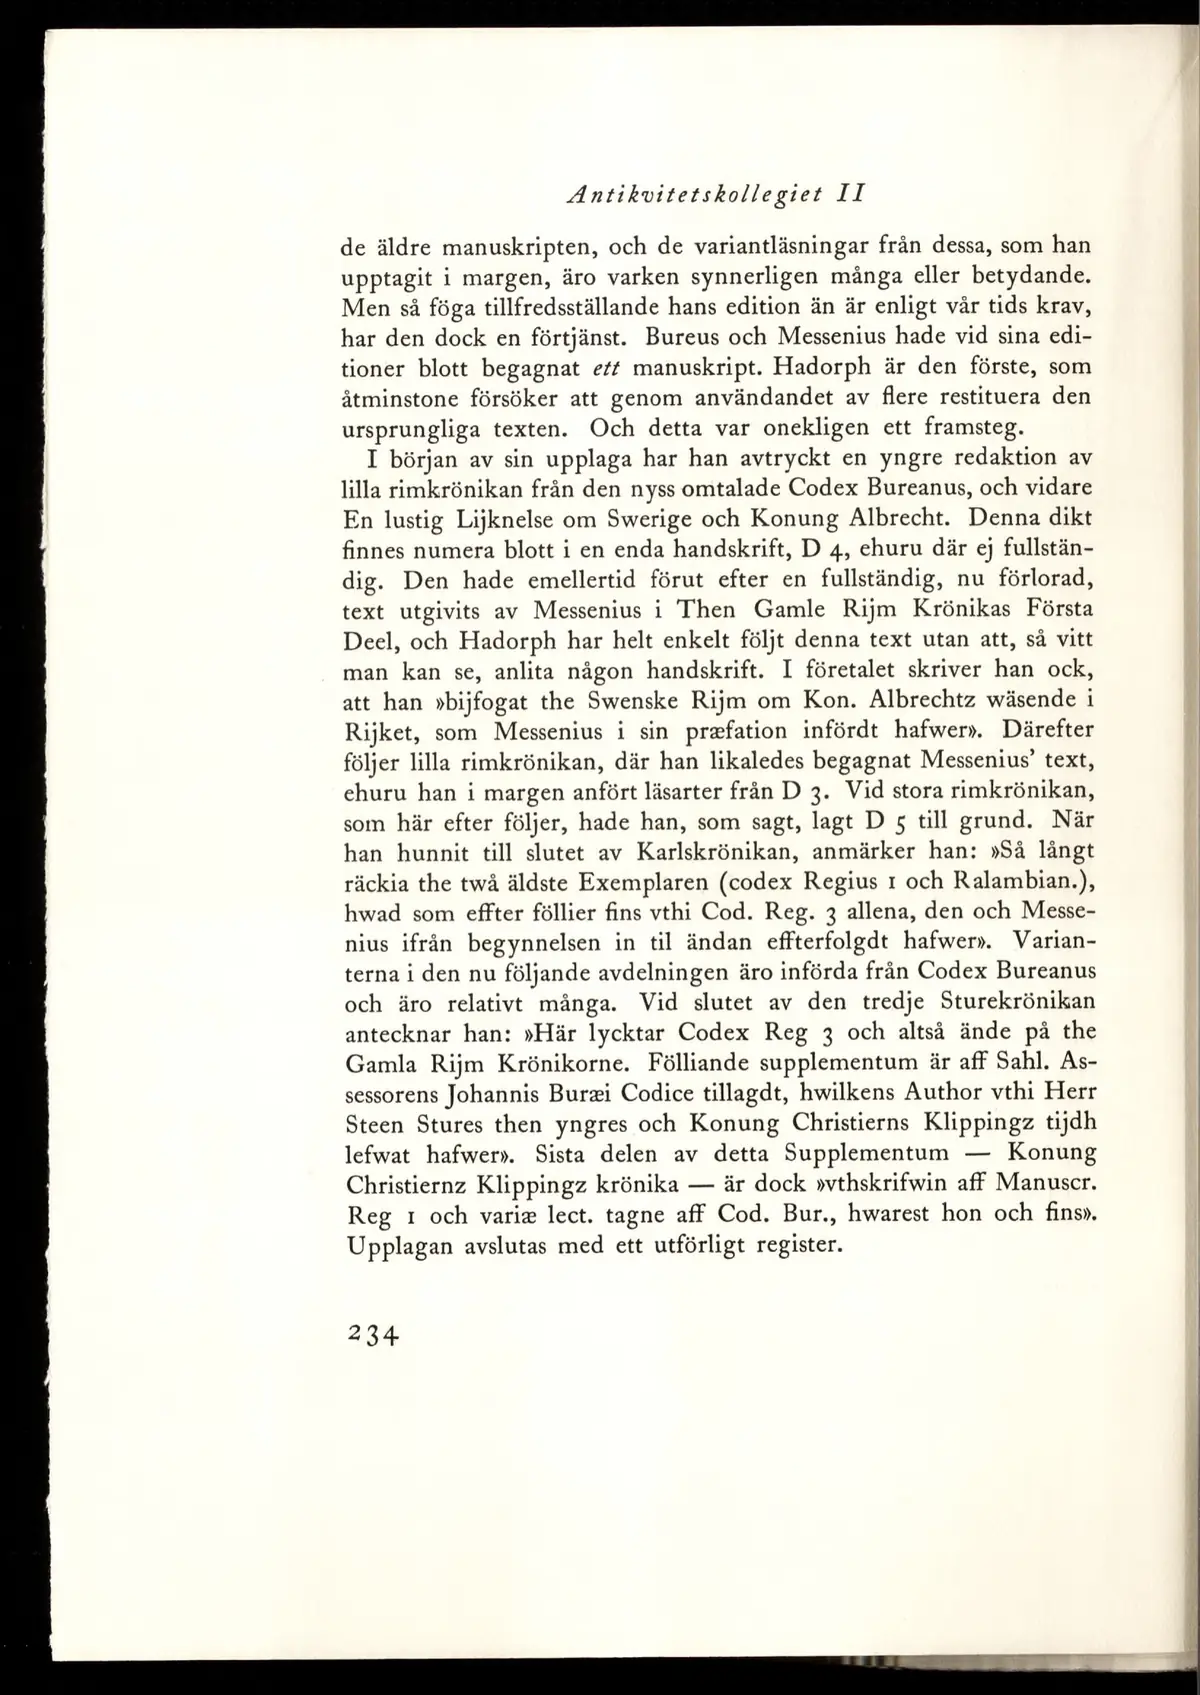 Antikvitetskollegiet II
de äldre manuskripten, och de variantläsningar från dessa, som han
upptagit i margen, äro varken synnerligen många eller betydande.
Men så föga tillfredsställande hans edition än är enligt vår tids krav,
har den dock en förtjänst. Bureus och Messenius hade vid sina edi-
tioner blott begagnat ett manuskript. Hadorph är den förste, som
åtminstone försöker att genom användandet av flere restituera den
ursprungliga texten. Och detta var onekligen ett framsteg.
I början av sin upplaga har han avtryckt en yngre redaktion av
lilla rimkrönikan från den nyss omtalade Codex Bureanus, och vidare
En lustig Lijknelse om Swerige och Konung Albrecht. Denna dikt
finnes numera blott i en enda handskrift, D 4, ehuru där ej fullstän-
dig. Den hade emellertid förut efter en fullständig, nu förlorad,
text utgivits av Messenius i Then Gamle Rijm Krönikas Första
Deel, och Hadorph har helt enkelt följt denna text utan att, så vitt
man kan se, anlita någon handskrift. I företalet skriver han ock,
att han »bijfogat the Swenske Rijm om Kon. Albrechtz wäsende i
Rijket, som Messenius i sin præfation infördt hafwer». Därefter
följer lilla rimkrönikan, där han likaledes begagnat Messenius’ text,
ehuru han i margen anfört läsarter från D 3. Vid stora rimkrönikan,
som här efter följer, hade han, som sagt, lagt D 5 till grund. När
han hunnit till slutet av Karlskrönikan, anmärker han: »Så långt
räckia the twå äldste Exemplaren (codex Regius 1 och Ralambian.),
hwad som effter föllier fins vthi Cod. Reg. 3 allena, den och Messe-
nius ifrån begynnelsen in til ändan effterfolgdt hafwer». Varian-
terna i den nu följande avdelningen äro införda från Codex Bureanus
och äro relativt många. Vid slutet av den tredje Sturekrönikan
antecknar han: »Här lycktar Codex Reg 3 och altså ände på the
Gamla Rijm Krönikorne. Fölliande supplementum är aff Sahl. As-
sessorens Johannis Buræi Codice tillagdt, hwilkens Author vthi Herr
Steen Stures then yngres och Konung Christierns Klippingz tijdh
lefwat hafwer». Sista delen av detta Supplementum — Konung
Christiernz Klippingz krönika — är dock »vthskrifwin aff Manuscr.
Reg 1 och variæ lect. tagne aff Cod. Bur., hwarest hon och fins».
Upplagan avslutas med ett utförligt register.
234